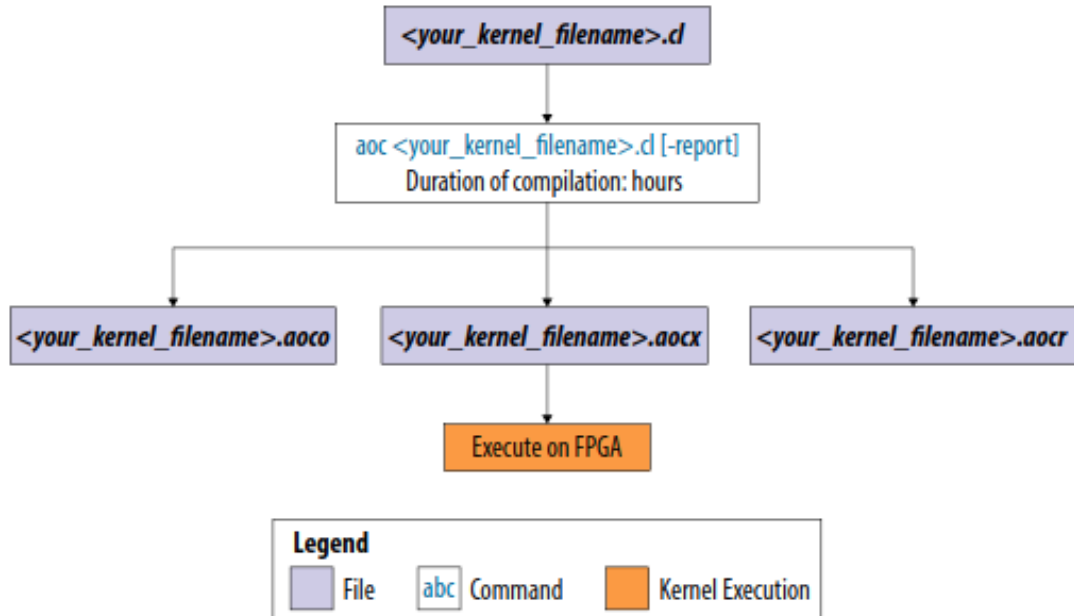 <your_kernel_filename>.cl
aoc <your_kernel_filename>.cl [-report]
Duration of compilation: hours
<your_kernel_filename>.aoco
<your_kernel_filename>.aocx
<your_kernel_filename>.aocr
Execute on FPGA
Legend
File
abc Command
Kernel Execution